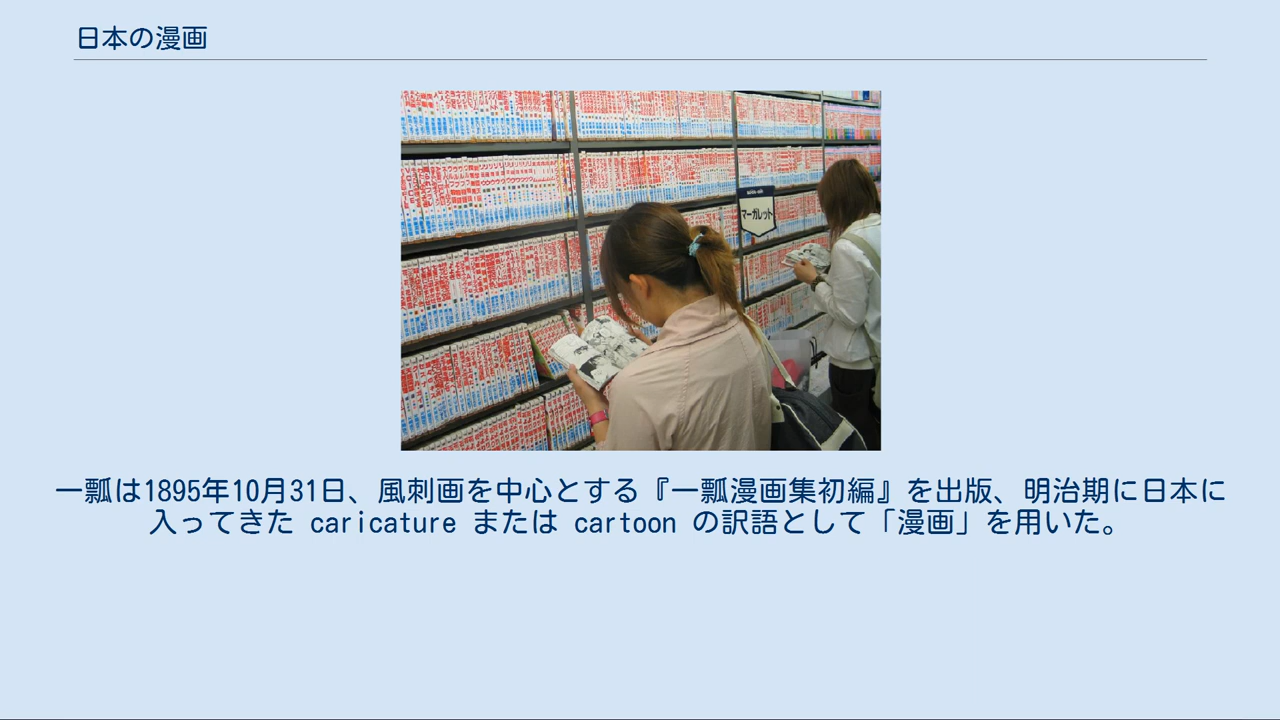 日本の漫画
マーガレット
一瓢は1895年10月31日、風刺画を中心とする『一瓢漫画集初編』を出版、明治期に日本に
入ってきた caricature または cartoon の訳語として「漫画」を用いた。